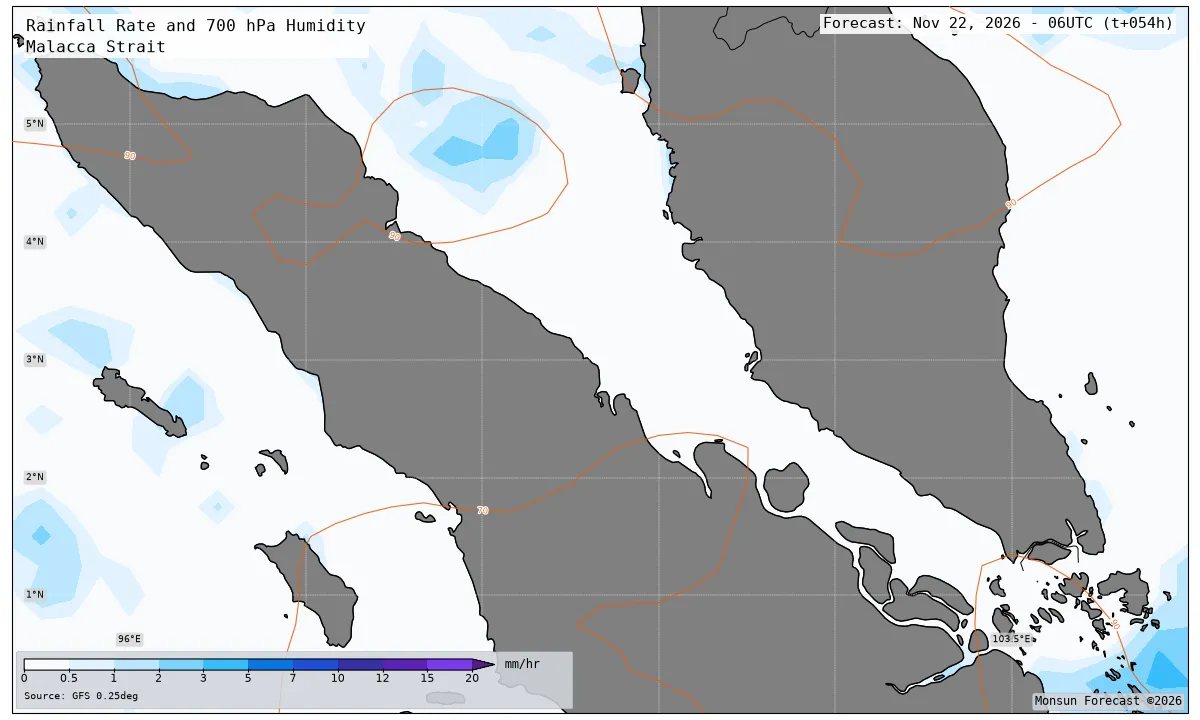 Rainfall Rate and 700 hPa Humidity
Malacca Strait
Forecast: Nov 22, 2026 - 06UTC (t+054h)
5°N
4°N
3°N
2°N
1°N
96°E
103.5°E
90
90
90
70
90
0 0.5 1 2 3 5 7 10 12 15 20
mm/hr
Source: GFS 0.25deg
Monsun Forecast ©2026